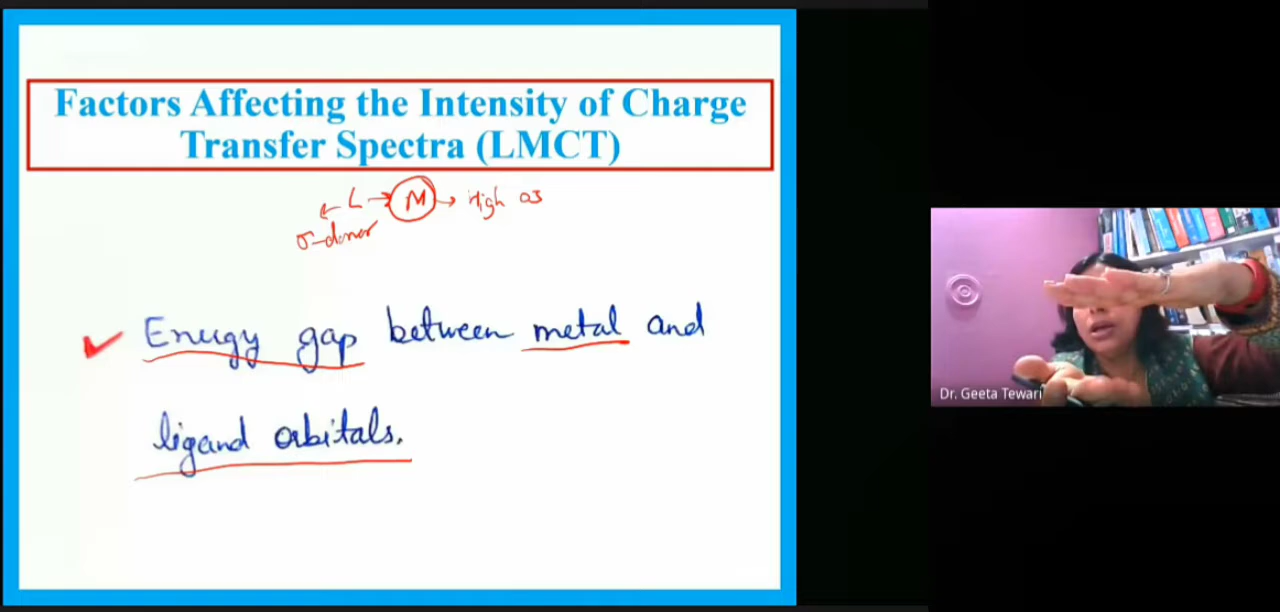 Factors Affecting the Intensity of Charge
Transfer Spectra (LMCT)
L → M → High OS
σ-donor
Energy gap between metal and
ligand orbitals.
Dr. Geeta Tewari